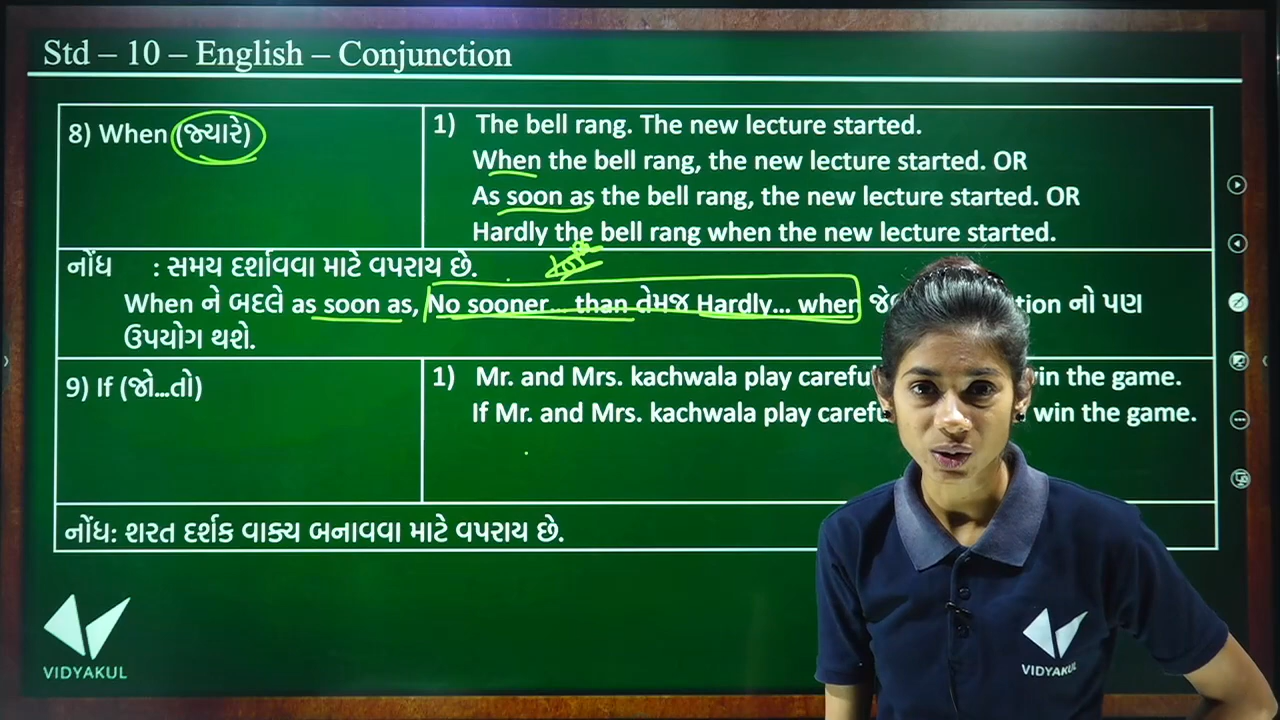 Std – 10 – English – Conjunction
8) When (જ્યારે)
1) The bell rang. The new lecture started.
When the bell rang, the new lecture started. OR
As soon as the bell rang, the new lecture started. OR
Hardly the bell rang when the new lecture started.
નોંધ : સમય દર્શાવવા માટે વપરાય છે.
When ને બદલે as soon as, No sooner... than તેમજ Hardly... when નો પણ
ઉપયોગ થશે.
9) If (જો...તો)
1) Mr. and Mrs. kachwala play win the game.
If Mr. and Mrs. kachwala play win the game.
નોંધ: શરત દર્શક વાક્ય બનાવવા માટે વપરાય છે.
VIDYAKUL
VIDYAKUL